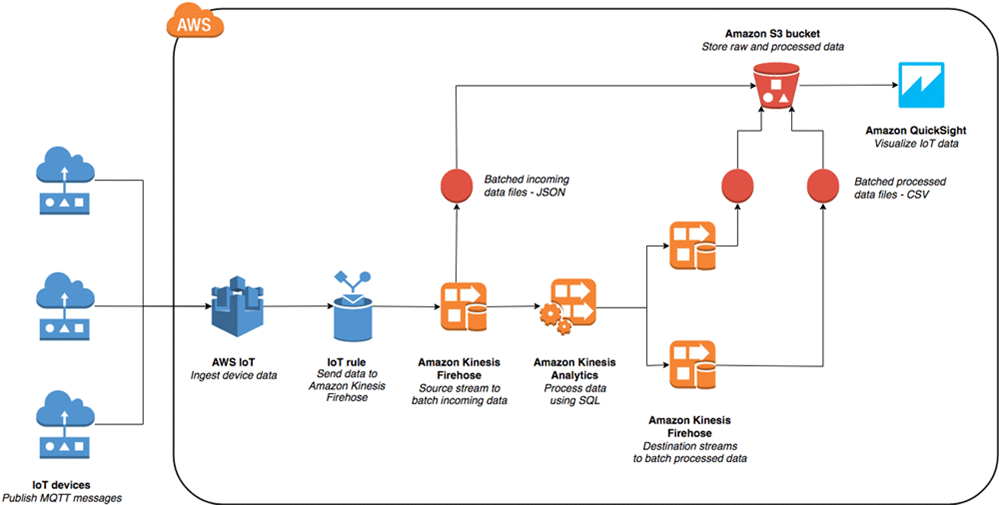 AWS
Amazon S3 bucket
Store raw and processed data
Amazon QuickSight
Visualize IoT data
Batched incoming
data files - JSON
Batched processed
data files - CSV
AWS IoT
Ingest device data
IoT rule
Send data to
Amazon Kinesis
Firehose
Amazon Kinesis
Firehose
Source stream to
batch incoming data
Amazon Kinesis
Analytics
Process data
using SQL
Amazon Kinesis
Firehose
Destination streams
to batch processed data
IoT devices
Publish MQTT messages